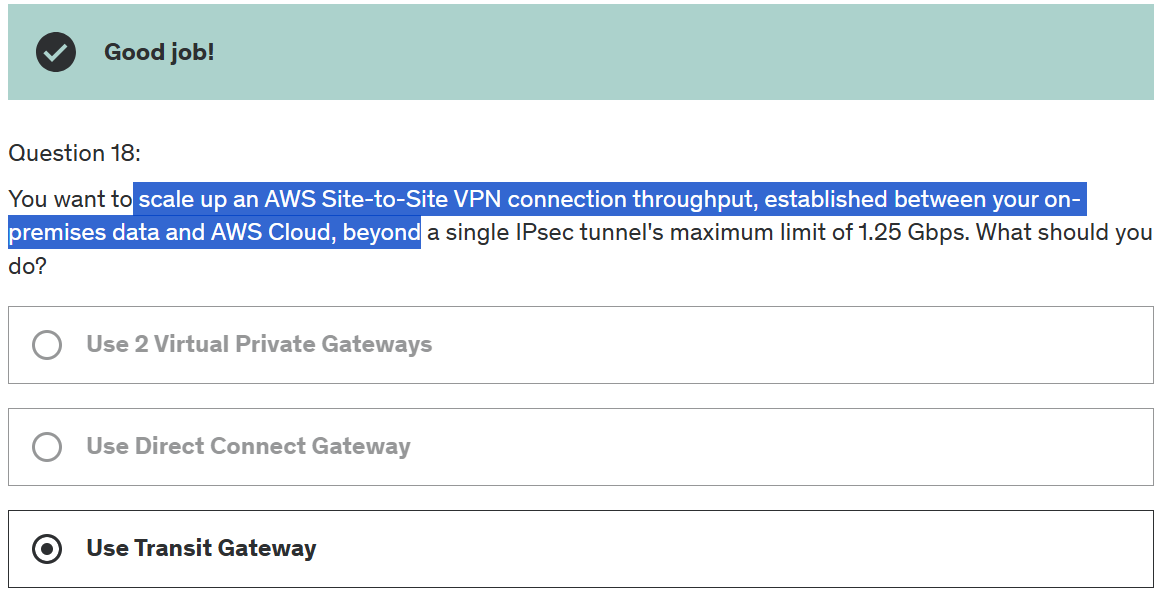 Good job!
Question 18:
You want to scale up an AWS Site-to-Site VPN connection throughput, established between your on-
premises data and AWS Cloud, beyond a single IPsec tunnel's maximum limit of 1.25 Gbps. What should you
do?
Use 2 Virtual Private Gateways
Use Direct Connect Gateway
Use Transit Gateway